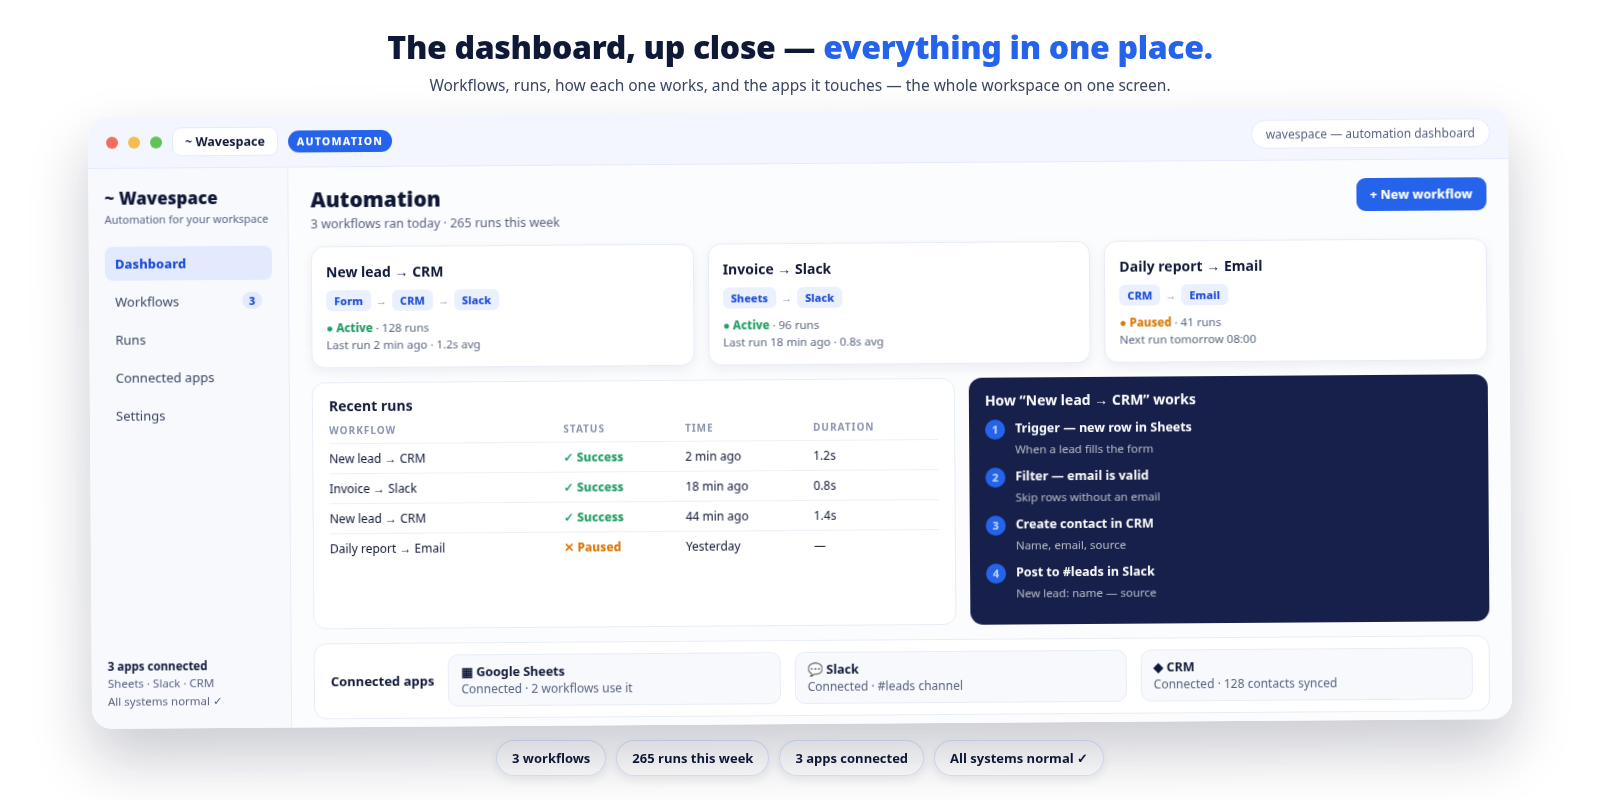 The dashboard, up close — everything in one place.
Workflows, runs, how each one works, and the apps it touches — the whole workspace on one screen.
~ Wavespace
AUTOMATION
wavespace — automation dashboard
~ Wavespace
Automation for your workspace
Dashboard
Workflows 3
Runs
Connected apps
Settings
3 apps connected
Sheets · Slack · CRM
All systems normal ✓
Automation
3 workflows ran today · 265 runs this week
+ New workflow
New lead → CRM
Form → CRM → Slack
● Active · 128 runs
Last run 2 min ago · 1.2s avg
Invoice → Slack
Sheets → Slack
● Active · 96 runs
Last run 18 min ago · 0.8s avg
Daily report → Email
CRM → Email
● Paused · 41 runs
Next run tomorrow 08:00
Recent runs
WORKFLOW STATUS TIME DURATION
New lead → CRM ✓ Success 2 min ago 1.2s
Invoice → Slack ✓ Success 18 min ago 0.8s
New lead → CRM ✓ Success 44 min ago 1.4s
Daily report → Email ✕ Paused Yesterday —
How “New lead → CRM” works
1 Trigger — new row in Sheets
When a lead fills the form
2 Filter — email is valid
Skip rows without an email
3 Create contact in CRM
Name, email, source
4 Post to #leads in Slack
New lead: name — source
Connected apps
▦ Google Sheets
Connected · 2 workflows use it
💬 Slack
Connected · #leads channel
◆ CRM
Connected · 128 contacts synced
3 workflows
265 runs this week
3 apps connected
All systems normal ✓